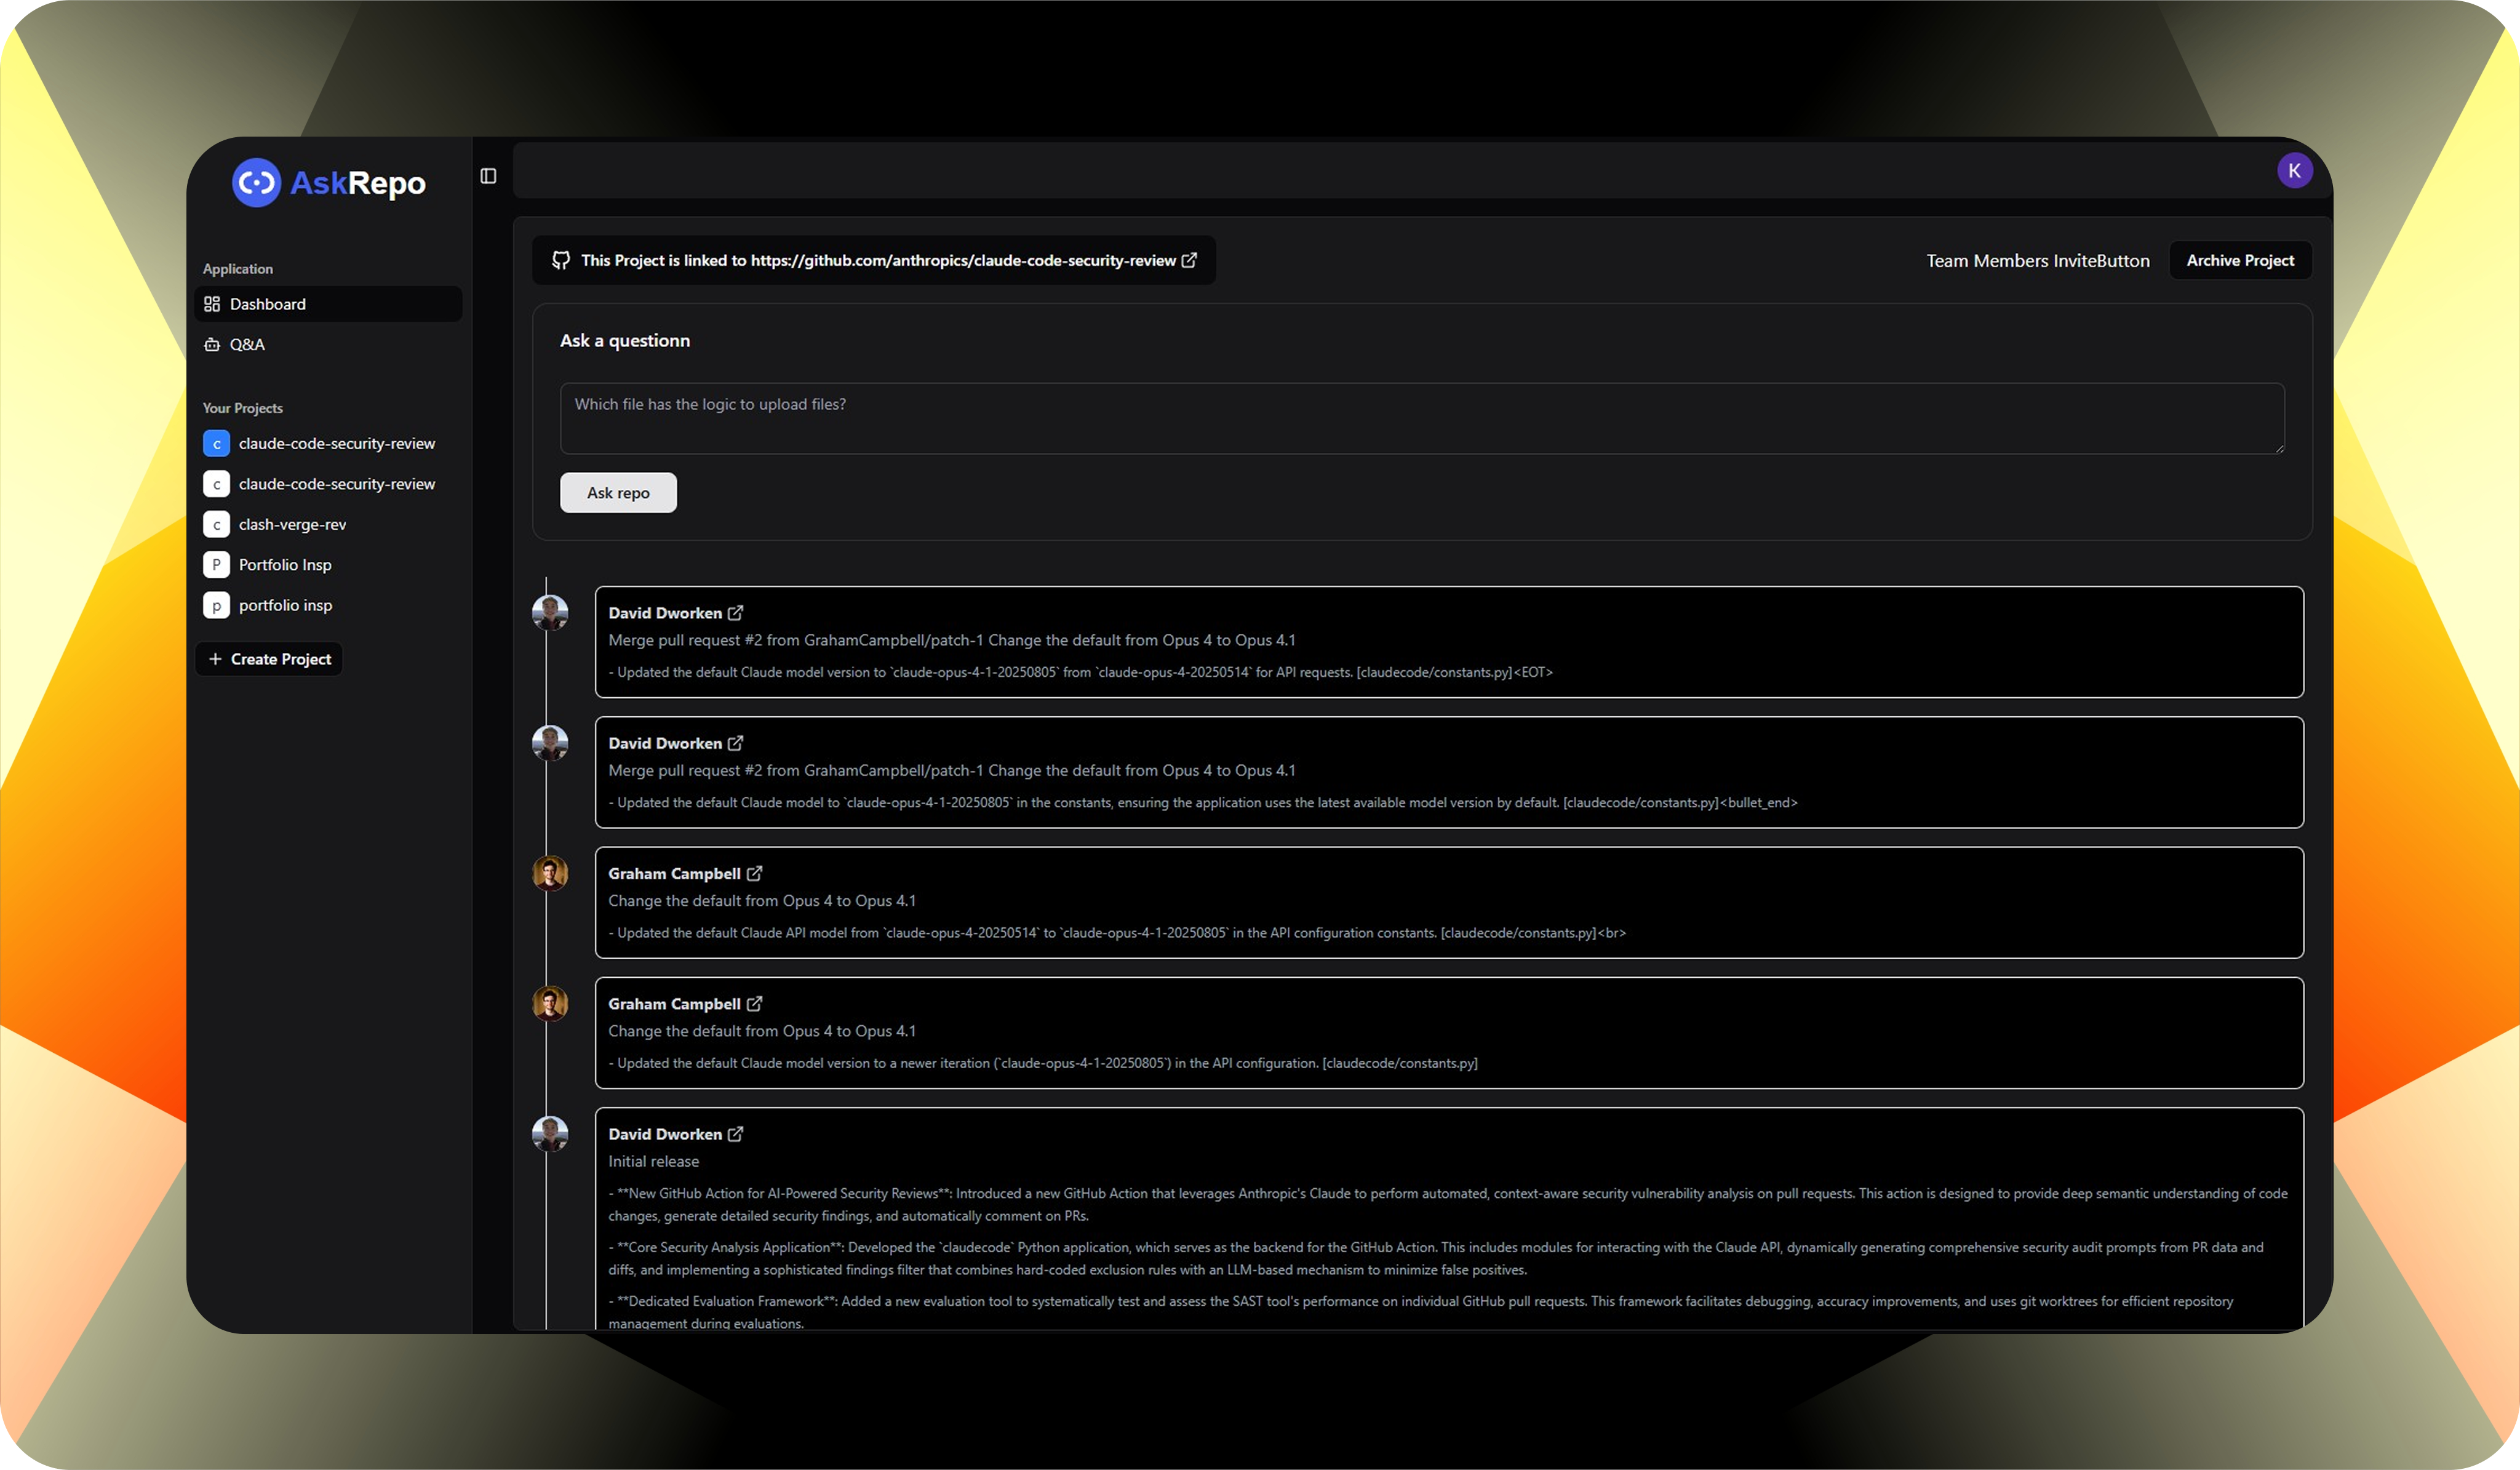 AskRepo
K
Application
Dashboard
Q&A
Your Projects
c claude-code-security-review
c claude-code-security-review
c clash-verge-rev
P Portfolio Insp
p portfolio insp
+ Create Project
This Project is linked to https://github.com/anthropics/claude-code-security-review
Team Members InviteButton
Archive Project
Ask a questionn
Which file has the logic to upload files?
Ask repo
David Dworken
Merge pull request #2 from GrahamCampbell/patch-1 Change the default from Opus 4 to Opus 4.1
- Updated the default Claude model version to `claude-opus-4-1-20250805` from `claude-opus-4-20250514` for API requests. [claudecode/constants.py]<EOT>
David Dworken
Merge pull request #2 from GrahamCampbell/patch-1 Change the default from Opus 4 to Opus 4.1
- Updated the default Claude model to `claude-opus-4-1-20250805` in the constants, ensuring the application uses the latest available model version by default. [claudecode/constants.py]<bullet_end>
Graham Campbell
Change the default from Opus 4 to Opus 4.1
- Updated the default Claude API model from `claude-opus-4-20250514` to `claude-opus-4-1-20250805` in the API configuration constants. [claudecode/constants.py]<br>
Graham Campbell
Change the default from Opus 4 to Opus 4.1
- Updated the default Claude model version to a newer iteration (`claude-opus-4-1-20250805`) in the API configuration. [claudecode/constants.py]
David Dworken
Initial release
- **New GitHub Action for AI-Powered Security Reviews**: Introduced a new GitHub Action that leverages Anthropic's Claude to perform automated, context-aware security vulnerability analysis on pull requests. This action is designed to provide deep semantic understanding of code
changes, generate detailed security findings, and automatically comment on PRs.
- **Core Security Analysis Application**: Developed the `claudecode` Python application, which serves as the backend for the GitHub Action. This includes modules for interacting with the Claude API, dynamically generating comprehensive security audit prompts from PR data and
diffs, and implementing a sophisticated findings filter that combines hard-coded exclusion rules with an LLM-based mechanism to minimize false positives.
- **Dedicated Evaluation Framework**: Added a new evaluation tool to systematically test and assess the SAST tool's performance on individual GitHub pull requests. This framework facilitates debugging, accuracy improvements, and uses git worktrees for efficient repository
management during evaluations.